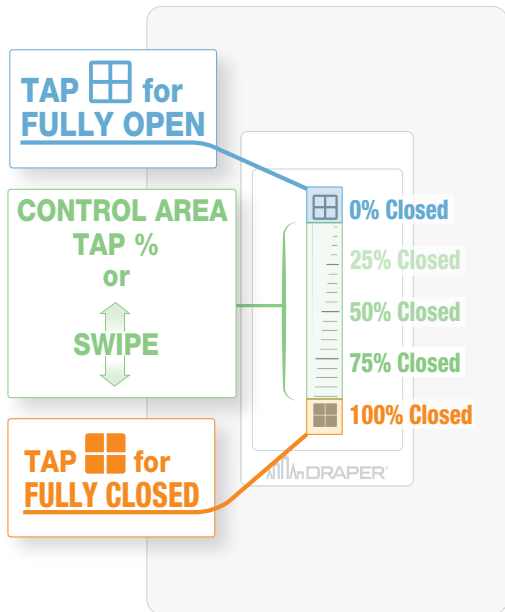 TAP for
FULLY OPEN
CONTROL AREA
TAP %
or
SWIPE
TAP for
FULLY CLOSED
0% Closed
25% Closed
50% Closed
75% Closed
100% Closed
DRAPER